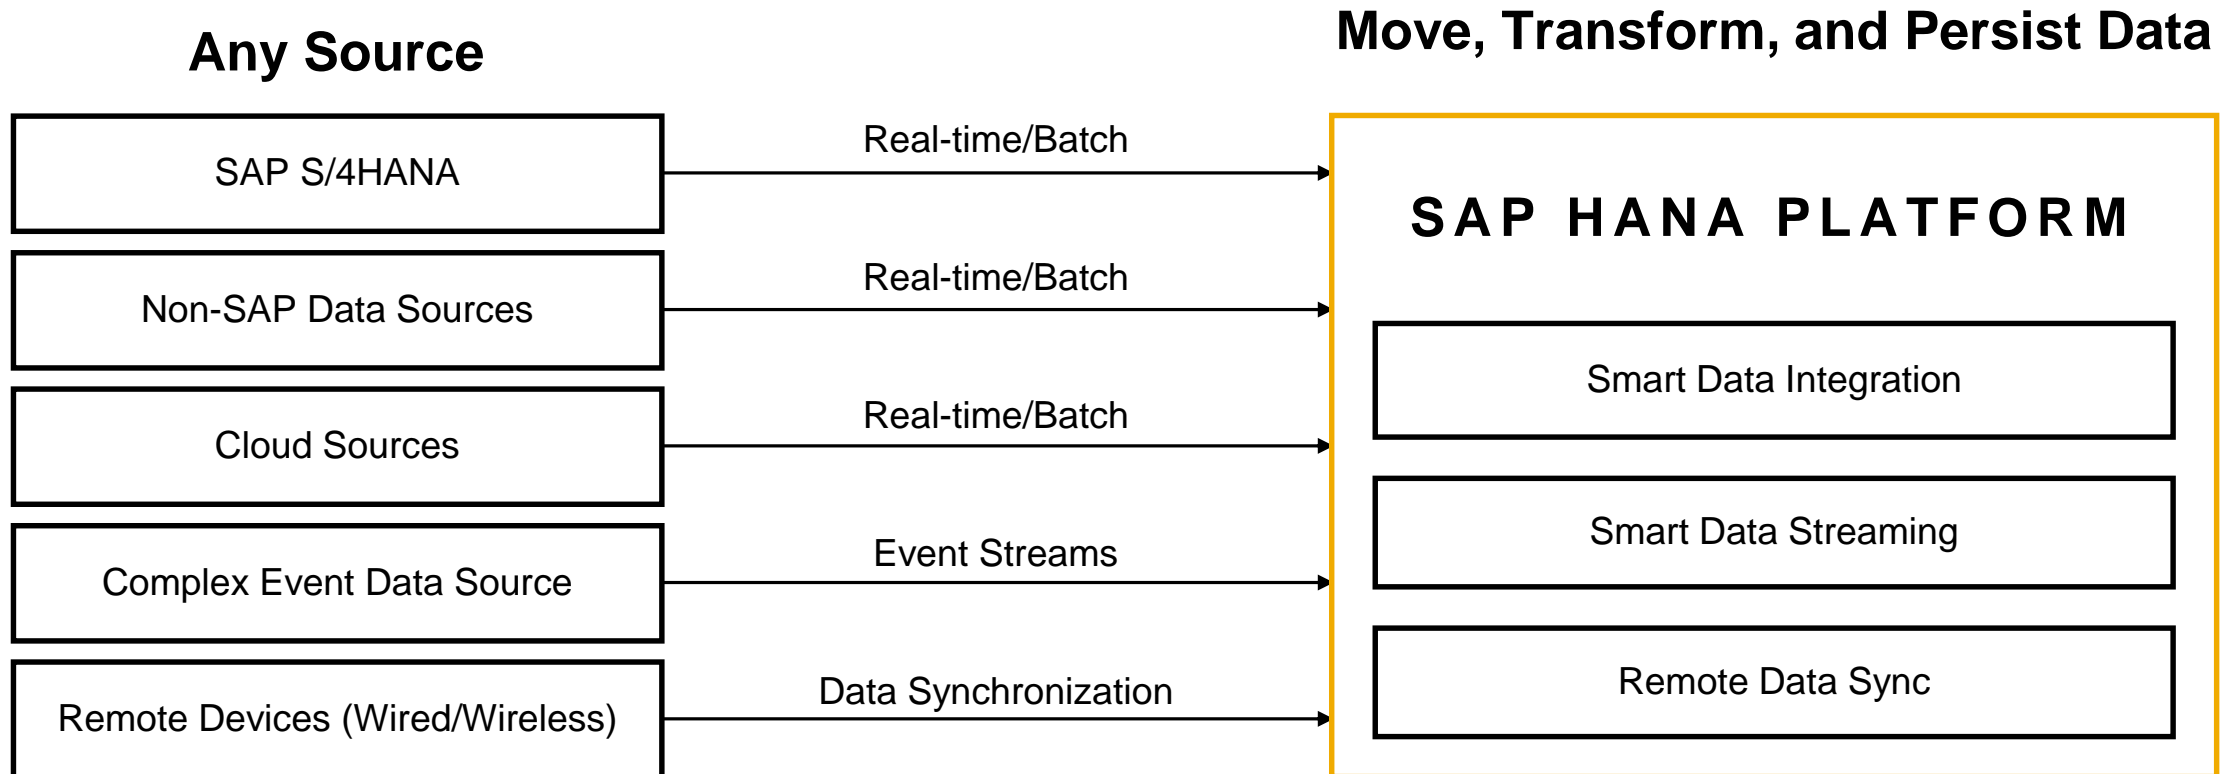 Any Source
Move, Transform, and Persist Data
SAP S/4HANA
Real-time/Batch
Non-SAP Data Sources
Real-time/Batch
Cloud Sources
Real-time/Batch
Complex Event Data Source
Event Streams
Remote Devices (Wired/Wireless)
Data Synchronization
SAP HANA PLATFORM
Smart Data Integration
Smart Data Streaming
Remote Data Sync